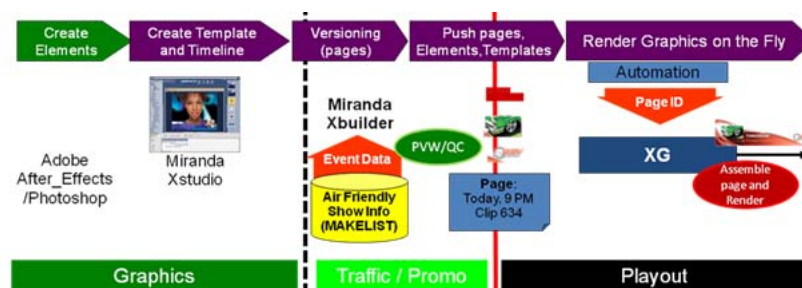 Create
Elements
Create Template
and Timeline
Versioning
(pages)
Push pages,
Elements,Templates
Render Graphics on the Fly
Automation
Page ID
Miranda
Xbuilder
PVW/QC
Event Data
XG
Adobe
After_Effects
/Photoshop
Miranda
Xstudio
Air Friendly
Show Info
(MAKELIST)
Page:
Today, 9 PM
Clip 634
Assemble
page and
Render
Graphics
Traffic / Promo
Playout